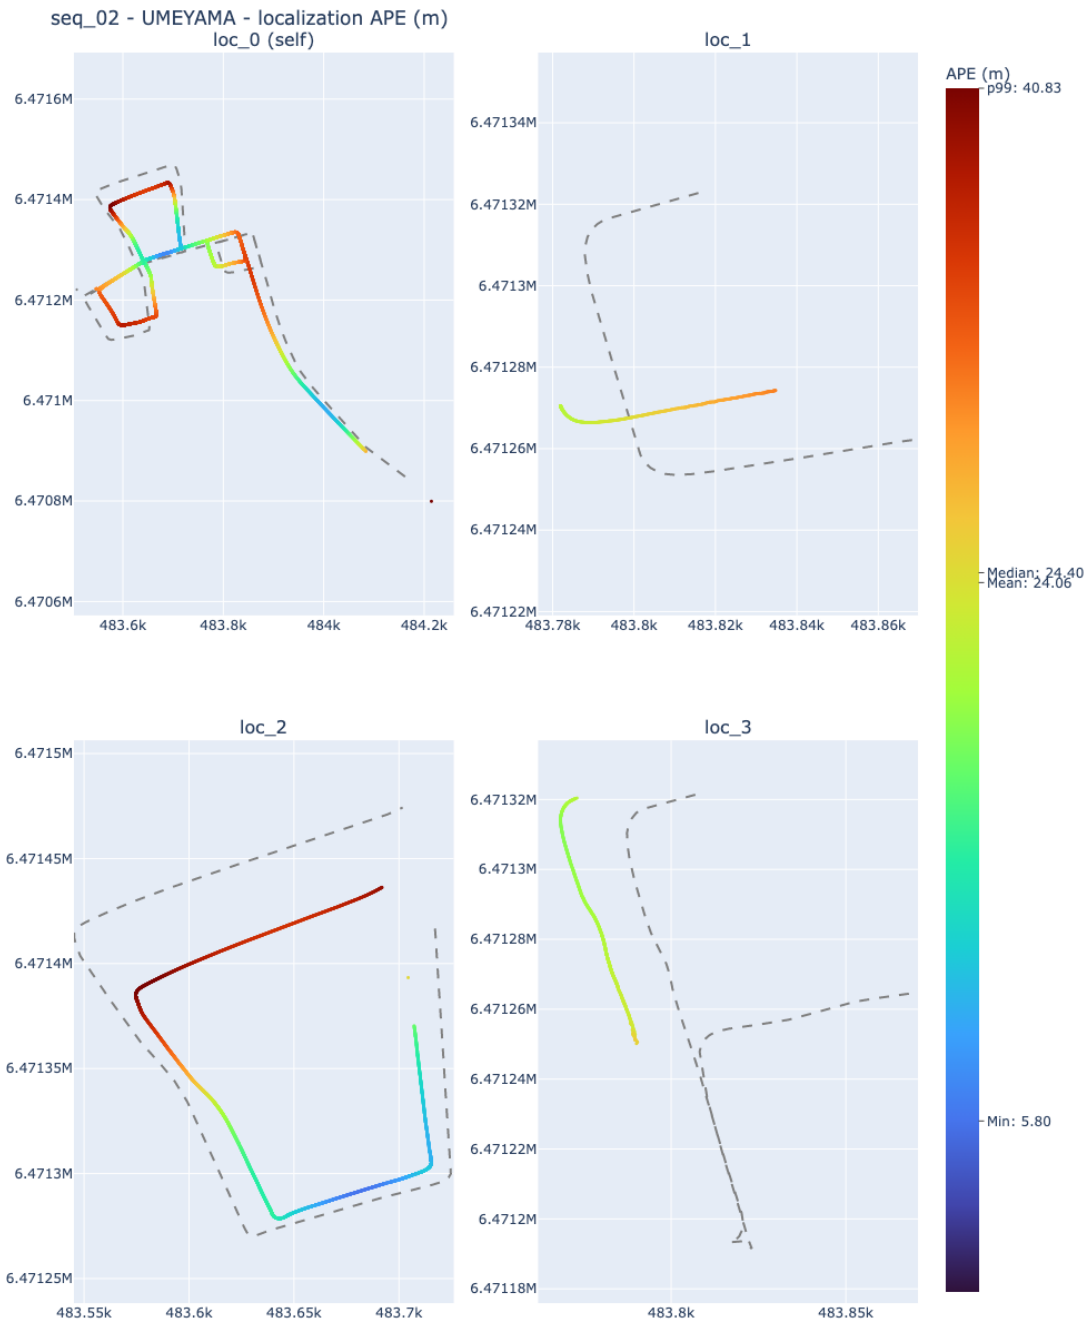 seq_02 - UMEYAMA - localization APE (m)
loc_0 (self)
6.4716M
6.4714M
6.4712M
6.471M
6.4708M
6.4706M
483.6k
483.8k
484k
484.2k
loc_1
6.47134M
6.47132M
6.4713M
6.47128M
6.47126M
6.47124M
6.47122M
483.78k
483.8k
483.82k
483.84k
483.86k
loc_2
6.4715M
6.47145M
6.4714M
6.47135M
6.4713M
6.47125M
483.55k
483.6k
483.65k
483.7k
loc_3
6.47132M
6.4713M
6.47128M
6.47126M
6.47124M
6.47122M
6.4712M
6.47118M
483.8k
483.85k
APE (m)
p99: 40.83
Median: 24.40
Mean: 24.06
Min: 5.80